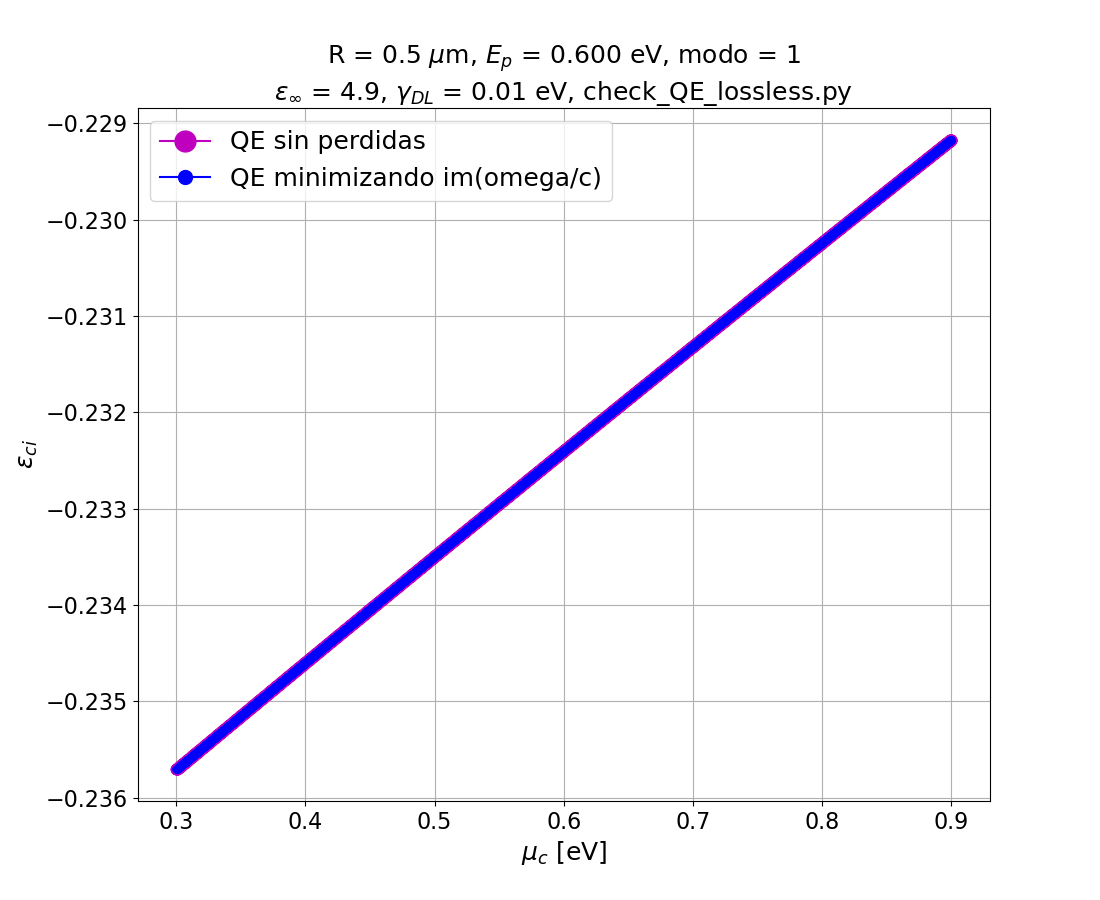 R = 0.5 μm, E_p = 0.600 eV, modo = 1
ε_∞ = 4.9, γ_DL = 0.01 eV, check_QE_lossless.py
QE sin perdidas
QE minimizando im(omega/c)
−0.229
−0.230
−0.231
−0.232
−0.233
−0.234
−0.235
−0.236
ε_ci
0.3 0.4 0.5 0.6 0.7 0.8 0.9
μ_c [eV]